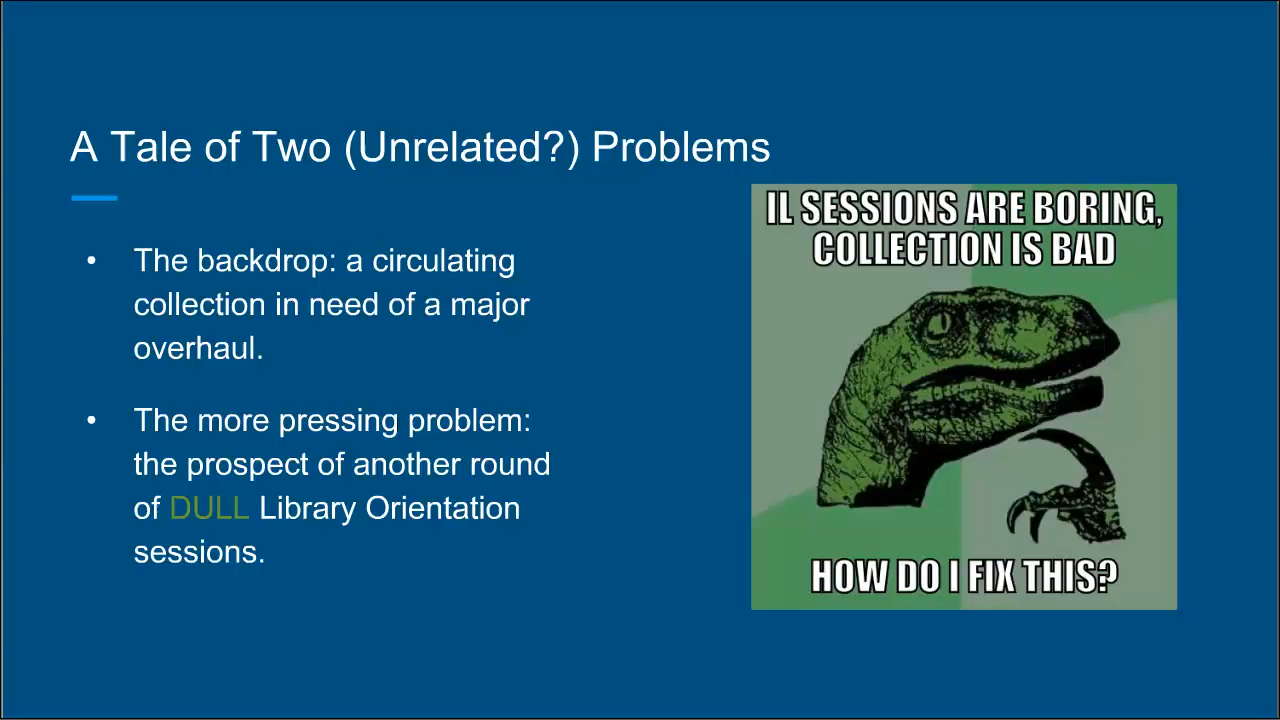 A Tale of Two (Unrelated?) Problems
• The backdrop: a circulating
collection in need of a major
overhaul.
• The more pressing problem:
the prospect of another round
of DULL Library Orientation
sessions.
IL SESSIONS ARE BORING,
COLLECTION IS BAD
HOW DO I FIX THIS?